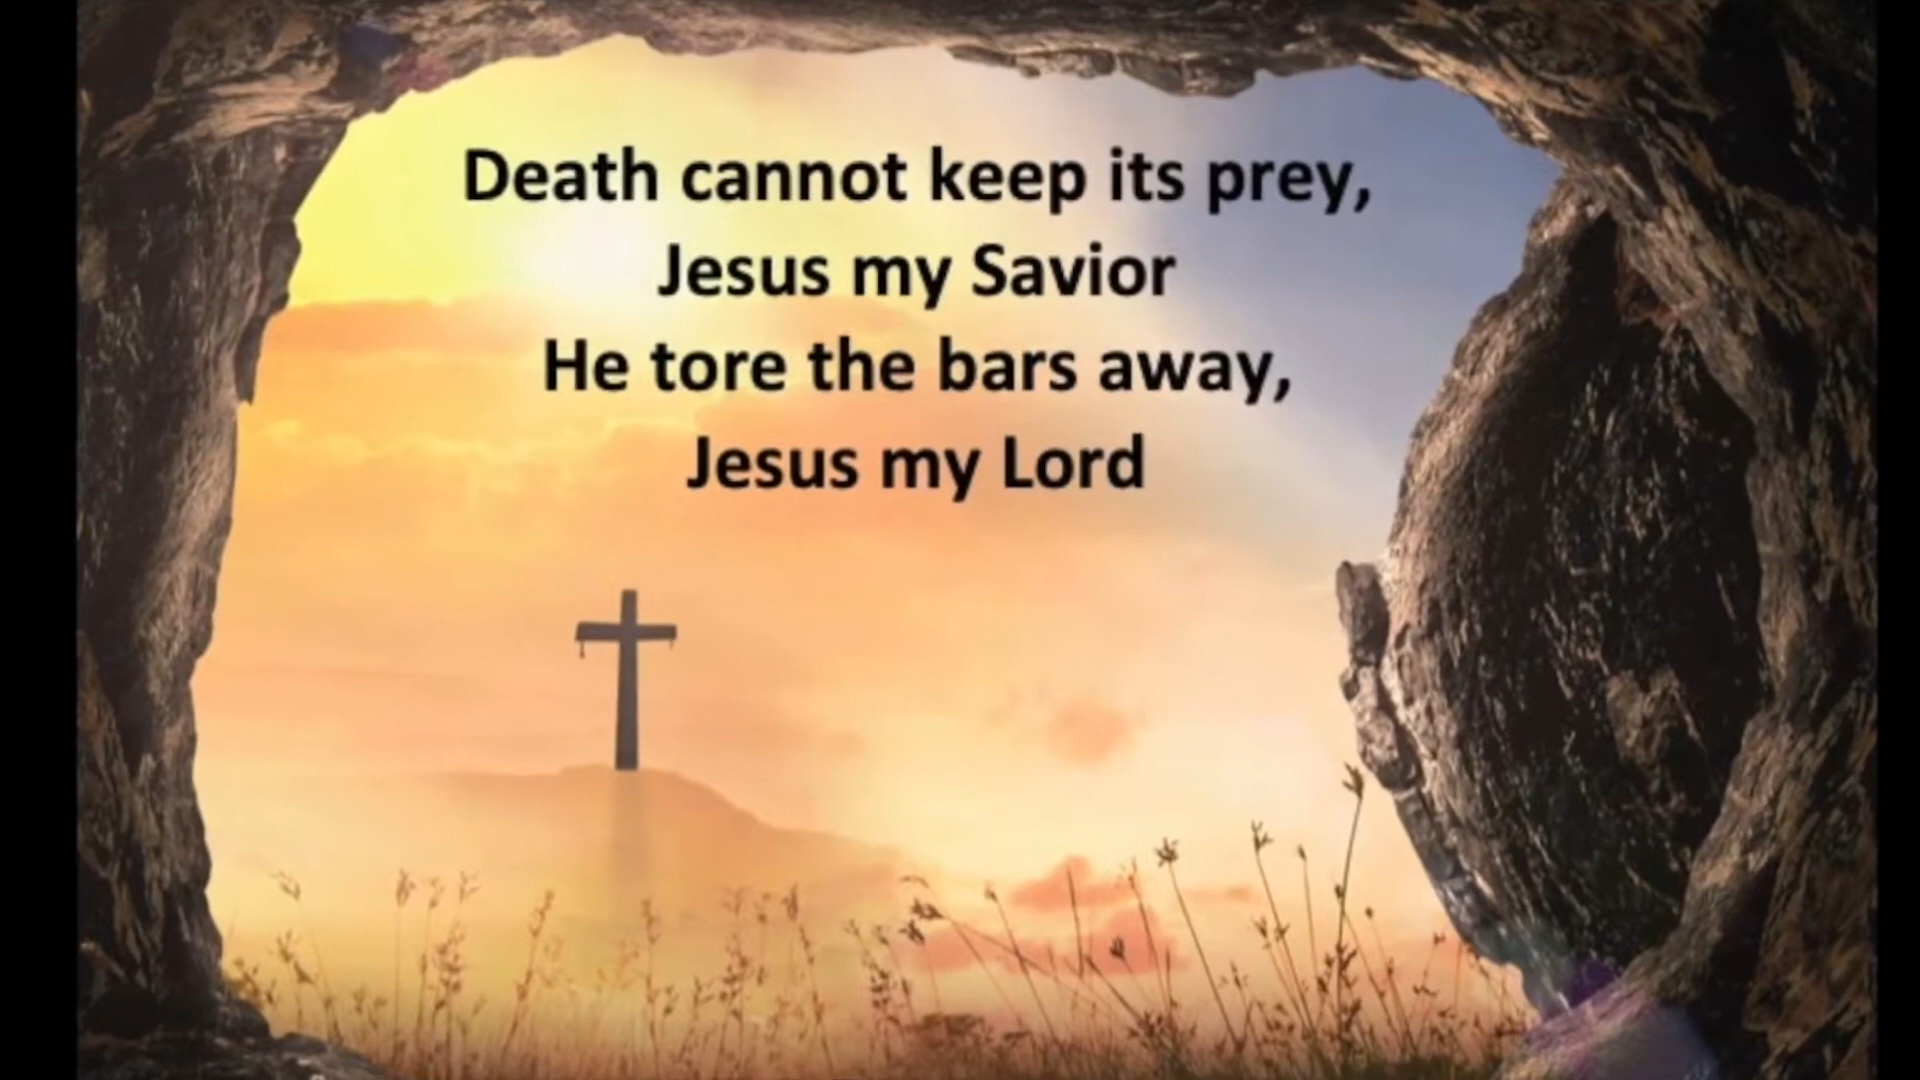 Death cannot keep its prey,
Jesus my Savior
He tore the bars away,
Jesus my Lord